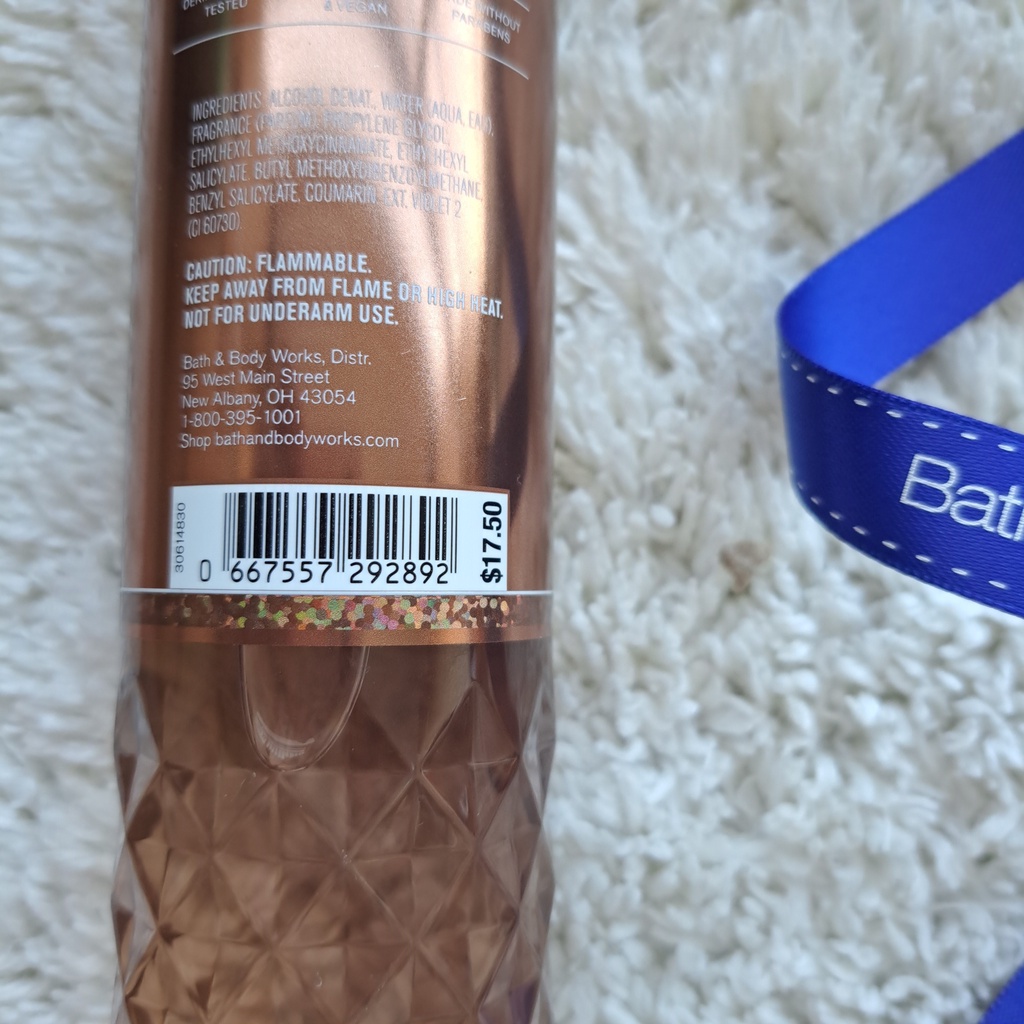 TESTED
& VEGAN
WITHOUT
PARABENS
INGREDIENTS: ALCOHOL DENAT., WATER (AQUA, EAU),
FRAGRANCE (PARFUM), PROPYLENE GLYCOL,
ETHYLHEXYL METHOXYCINNAMATE, ETHYLHEXYL
SALICYLATE, BUTYL METHOXYDIBENZOYLMETHANE,
BENZYL SALICYLATE, COUMARIN, EXT. VIOLET 2
(CI 60730).
CAUTION: FLAMMABLE.
KEEP AWAY FROM FLAME OR HIGH HEAT.
NOT FOR UNDERARM USE.
Bath & Body Works, Distr.
95 West Main Street
New Albany, OH 43054
1-800-395-1001
Shop bathandbodyworks.com
30614830
0 667557 292892
$17.50
Bath